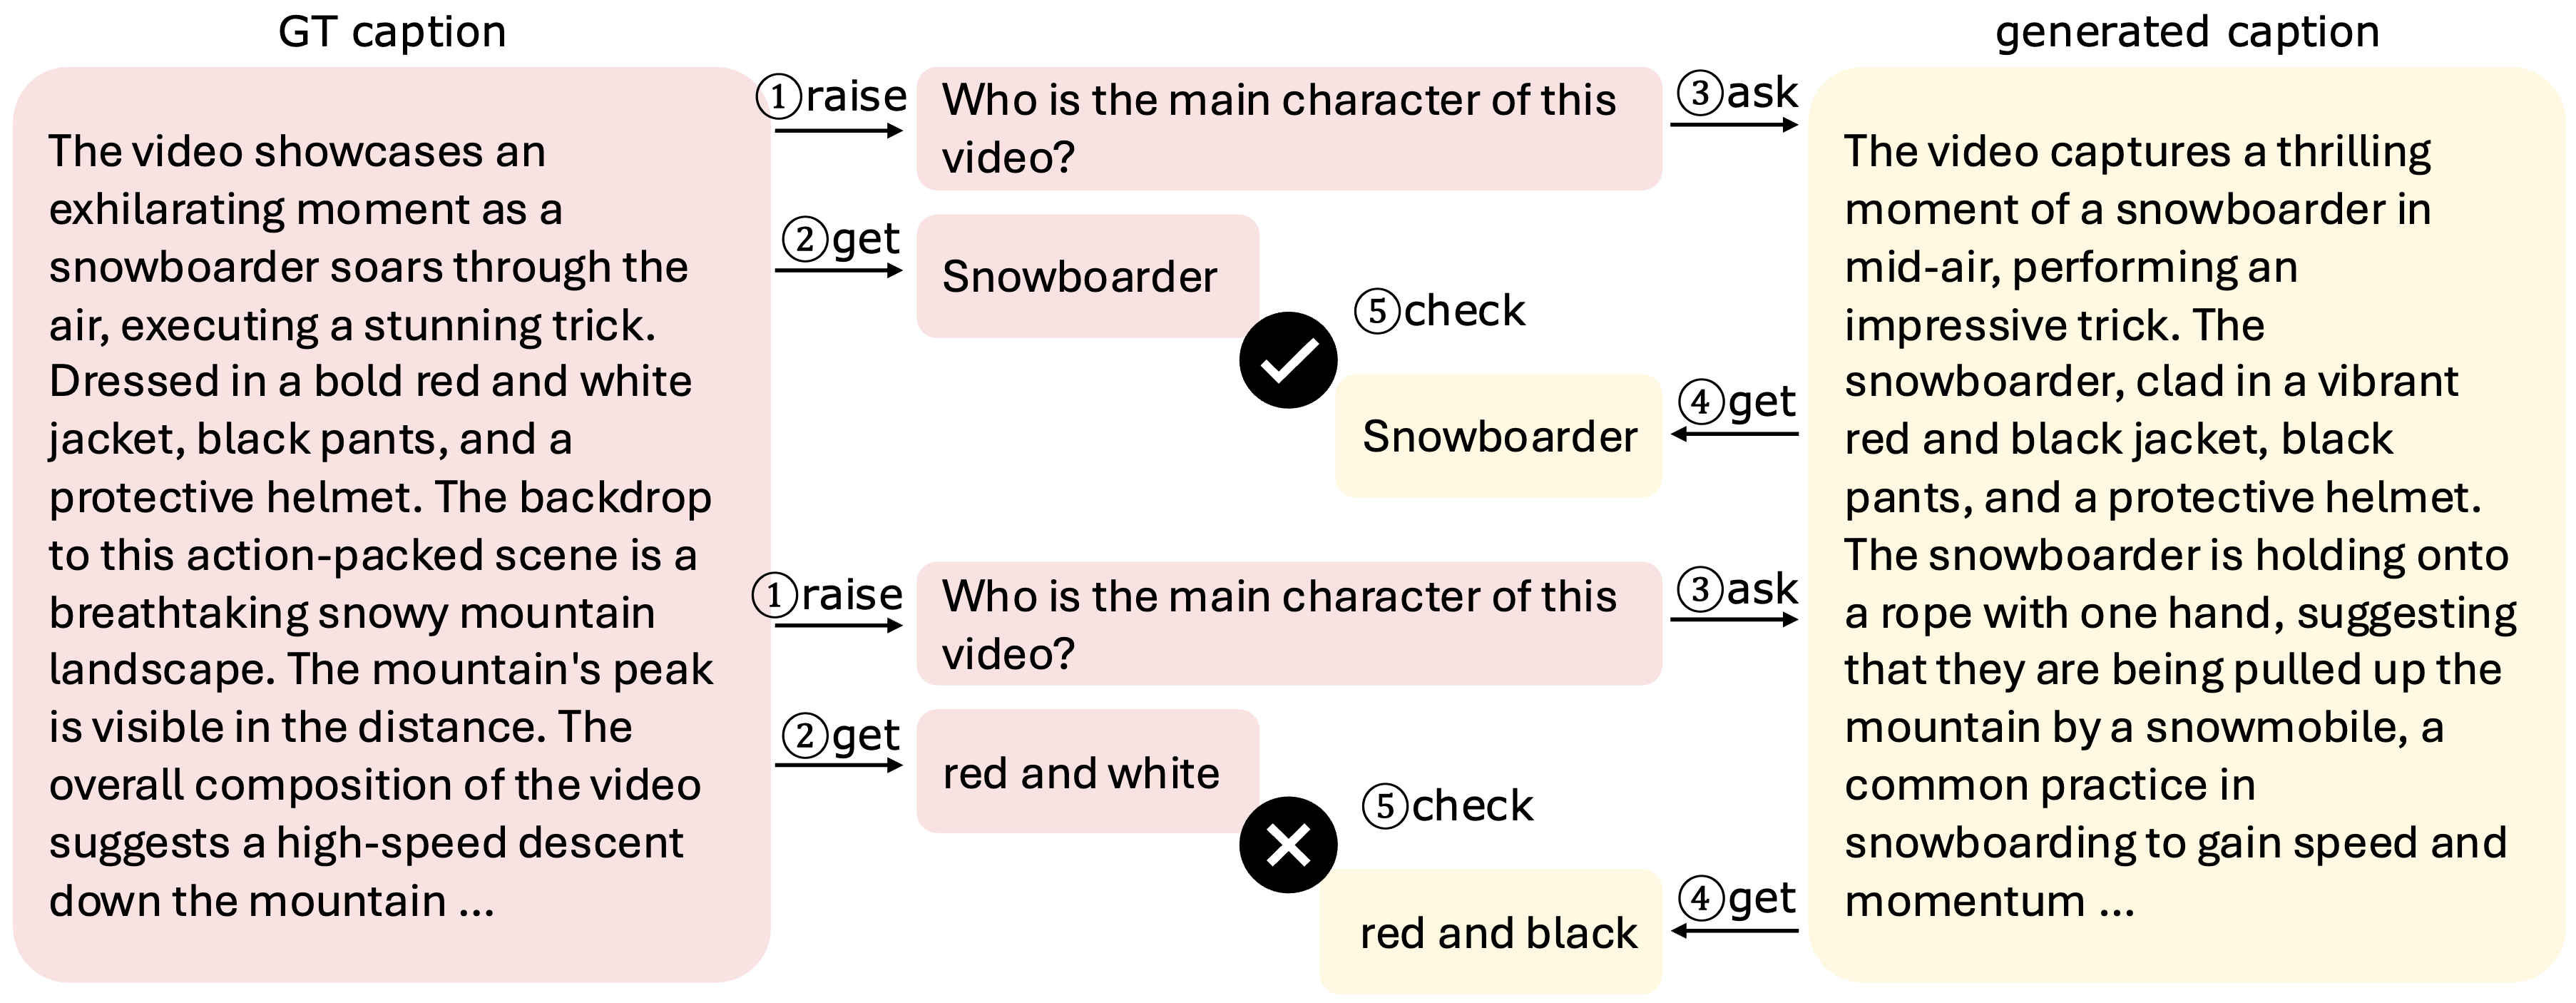 GT caption
The video showcases an
exhilarating moment as a
snowboarder soars through the
air, executing a stunning trick.
Dressed in a bold red and white
jacket, black pants, and a
protective helmet. The backdrop
to this action-packed scene is a
breathtaking snowy mountain
landscape. The mountain's peak
is visible in the distance. The
overall composition of the video
suggests a high-speed descent
down the mountain ...
①raise
Who is the main character of this
video?
③ask
②get
Snowboarder
⑤check
④get
Snowboarder
①raise
Who is the main character of this
video?
③ask
②get
red and white
⑤check
④get
red and black
generated caption
The video captures a thrilling
moment of a snowboarder in
mid-air, performing an
impressive trick. The
snowboarder, clad in a vibrant
red and black jacket, black
pants, and a protective helmet.
The snowboarder is holding onto
a rope with one hand, suggesting
that they are being pulled up the
mountain by a snowmobile, a
common practice in
snowboarding to gain speed and
momentum ...